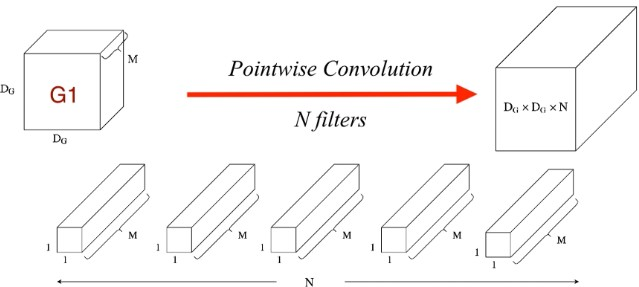 M
Pointwise Convolution
D_G
G1
D_G × D_G × N
N filters
D_G
M
M
M
M
M
1
1
1
1
1
1
1
1
1
1
N